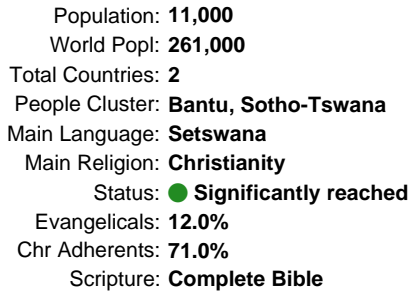 Population: 11,000
World Popl: 261,000
Total Countries: 2
People Cluster: Bantu, Sotho-Tswana
Main Language: Setswana
Main Religion: Christianity
Status: Significantly reached
Evangelicals: 12.0%
Chr Adherents: 71.0%
Scripture: Complete Bible